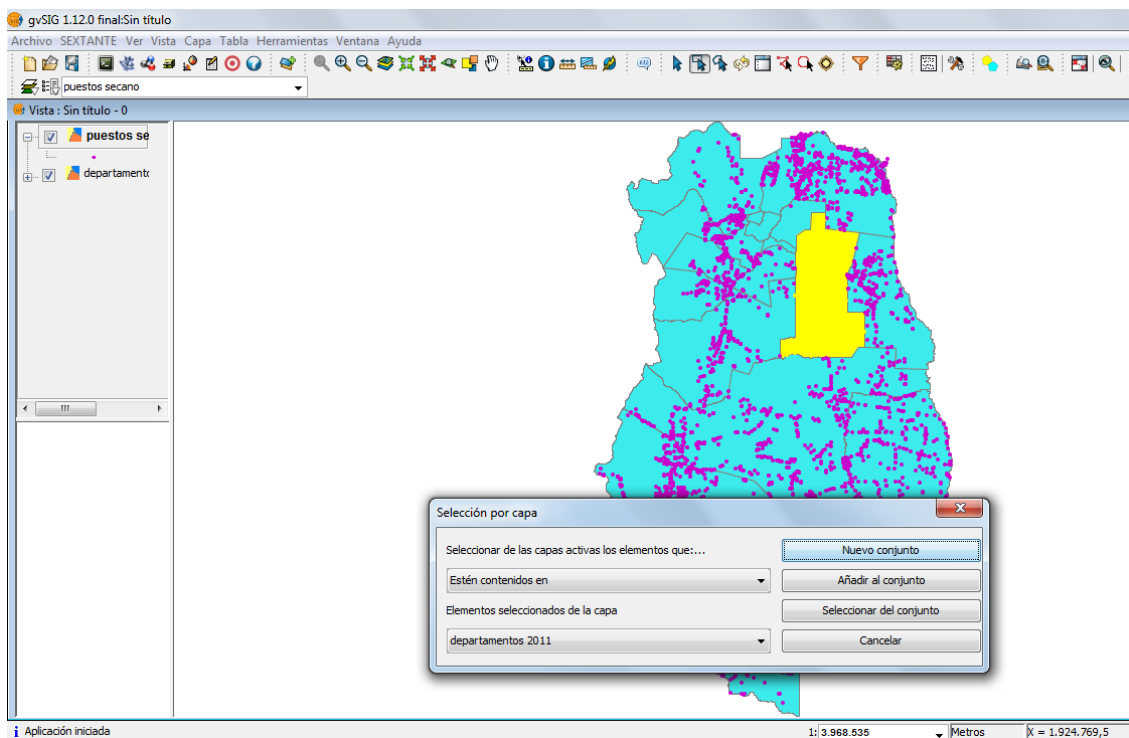 gvSIG 1.12.0 final:Sin título
Archivo SEXTANTE Ver Vista Capa Tabla Herramientas Ventana Ayuda
puestos secano
Vista : Sin título - 0
puestos se
departamento
Selección por capa
Seleccionar de las capas activas los elementos que:...
Nuevo conjunto
Estén contenidos en
Añadir al conjunto
Elementos seleccionados de la capa
Seleccionar del conjunto
departamentos 2011
Cancelar
Aplicación iniciada
1: 3.968.535
Metros
X = 1.924.769,5